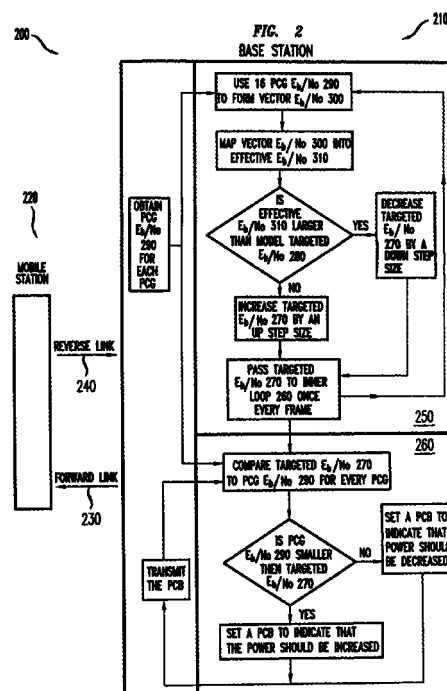 200
FIG. 2
210
BASE STATION
USE 16 PCG Eb/No 290
TO FORM VECTOR Eb/No 300
MAP VECTOR Eb/No 300 INTO
EFFECTIVE Eb/No 310
OBTAIN
PCG
Eb/No
290
FOR
EACH PCG
IS
EFFECTIVE
Eb/No 310 LARGER
THAN MODEL TARGETED
Eb/No 280
YES
DECREASE
TARGETED
Eb/No
270 BY A
DOWN STEP
SIZE
NO
INCREASE TARGETED
Eb/No 270 BY AN
UP STEP SIZE
PASS TARGETED
Eb/No 270 TO INNER
LOOP 260 ONCE
EVERY FRAME
250
220
MOBILE
STATION
REVERSE LINK
240
FORWARD LINK
230
260
COMPARE TARGETED Eb/No 270
TO PCG Eb/No 290 FOR EVERY PCG
IS PCG
Eb/No 290 SMALLER
THEN TARGETED
Eb/No 270
NO
SET A PCB TO
INDICATE THAT
POWER SHOULD
BE DECREASED
TRANSMIT
THE PCB
YES
SET A PCB TO INDICATE THAT
THE POWER SHOULD BE INCREASED